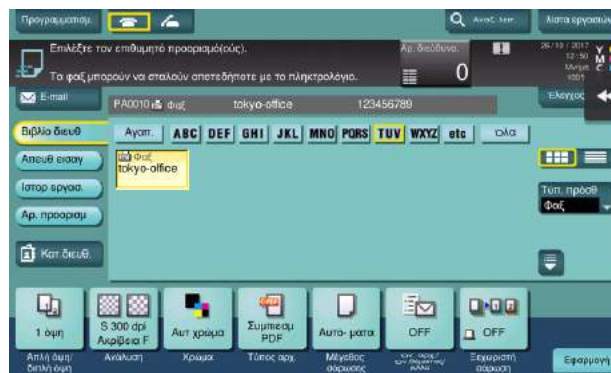 Προγραμματισμ.
Αναζ. λεπ.
Λίστα εργασιών
Επιλέξτε τον επιθυμητό προορισμό(ούς).
Τα φαξ μπορούν να σταλούν οποτεδήποτε με το πληκτρολόγιο.
Αρ. διεύθυνσ.
0
26/10/2017
12:50
Μνήμη
100%
Y
M
C
E-mail
PA0010 Φαξ tokyo-office 123456789
Έλεγχος
Βιβλίο διευθ
Αγαπ. ABC DEF GHI JKL MNO PQRS TUV WXYZ etc Όλα
Απευθ εισαγ
Φαξ
tokyo-office
Ιστορ εργασ.
Τύπ. πρόσθ
Φαξ
Αρ. προορισμ
Κατ.διευθ.
1 όψη
S 300 dpi
Ακρίβεια F
Αυτ χρώμα
Συμπιεσμ
PDF
Αυτό- ματα
OFF
OFF
Απλή όψη/
διπλή όψη
Ανάλυση
Χρώμα
Τύπος αρχ.
Μέγεθος
σάρωσης
Ξεχωριστή
σάρωση
Εφαρμογή